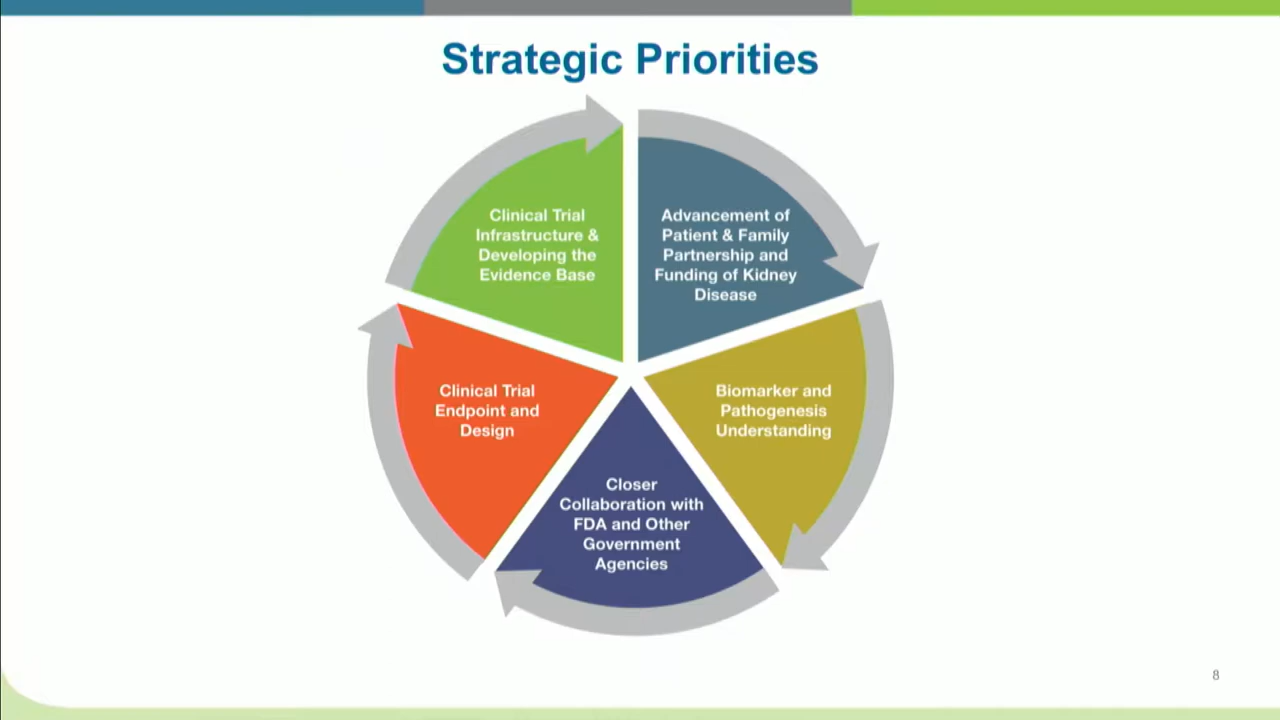 Strategic Priorities
Clinical Trial
Infrastructure &
Developing the
Evidence Base
Advancement of
Patient & Family
Partnership and
Funding of Kidney
Disease
Clinical Trial
Endpoint and
Design
Biomarker and
Pathogenesis
Understanding
Closer
Collaboration with
FDA and Other
Government
Agencies
8